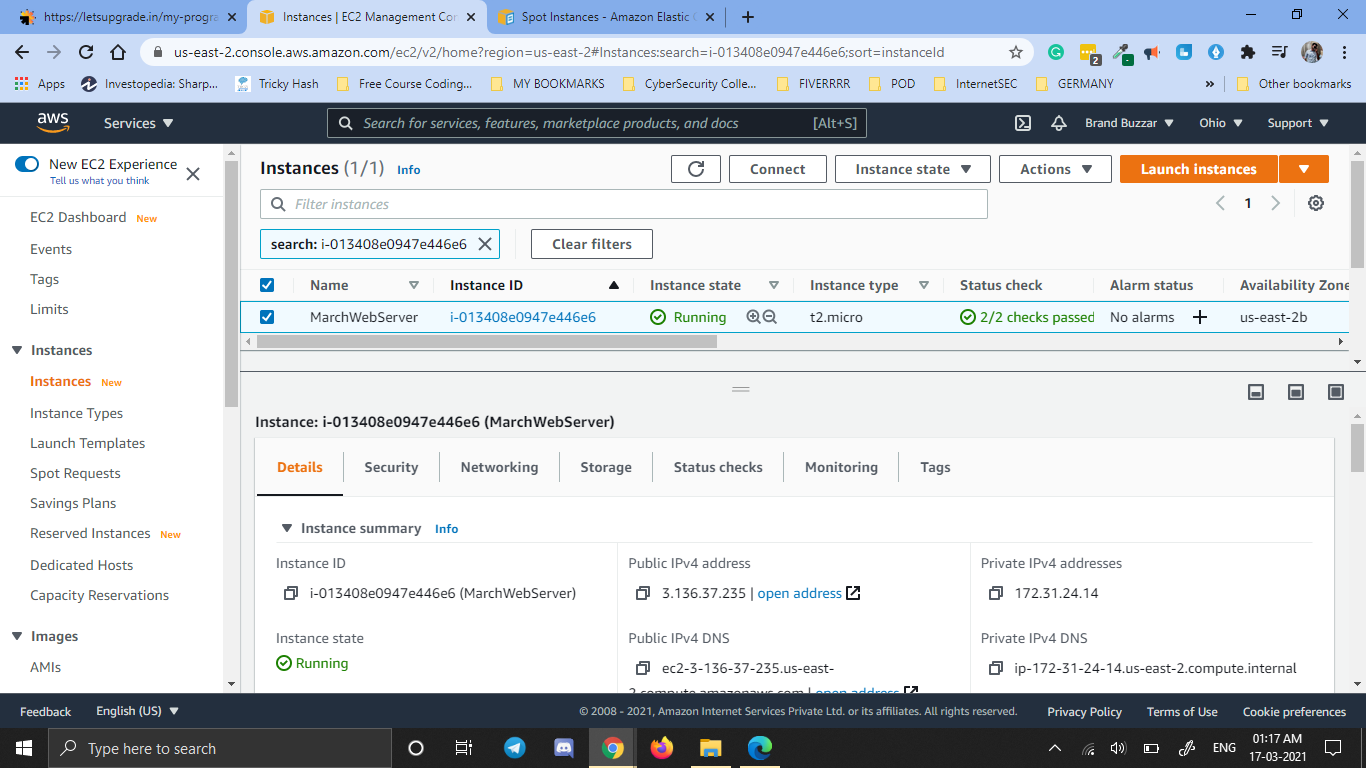 https://letsupgrade.in/my-progra
Instances | EC2 Management Con
Spot Instances - Amazon Elastic
us-east-2.console.aws.amazon.com/ec2/v2/home?region=us-east-2#Instances:search=i-013408e0947e446e6;sort=instanceId
2
Apps
Investopedia: Sharp...
Tricky Hash
Free Course Coding...
MY BOOKMARKS
CyberSecurity Colle...
FIVERRRR
POD
InternetSEC
GERMANY
»
Other bookmarks
aws
Services
Search for services, features, marketplace products, and docs
[Alt+S]
Brand Buzzar
Ohio
Support
New EC2 Experience
Tell us what you think
EC2 Dashboard New
Events
Tags
Limits
Instances
Instances New
Instance Types
Launch Templates
Spot Requests
Savings Plans
Reserved Instances New
Dedicated Hosts
Capacity Reservations
Images
AMIs
Instances (1/1) Info
Connect
Instance state
Actions
Launch instances
Filter instances
1
search: i-013408e0947e446e6
Clear filters
Name
Instance ID
Instance state
Instance type
Status check
Alarm status
Availability Zone
MarchWebServer
i-013408e0947e446e6
Running
t2.micro
2/2 checks passed
No alarms
us-east-2b
Instance: i-013408e0947e446e6 (MarchWebServer)
Details
Security
Networking
Storage
Status checks
Monitoring
Tags
Instance summary Info
Instance ID
i-013408e0947e446e6 (MarchWebServer)
Public IPv4 address
3.136.37.235 | open address
Private IPv4 addresses
172.31.24.14
Instance state
Running
Public IPv4 DNS
ec2-3-136-37-235.us-east-
2.compute.amazonaws.com | open address
Private IPv4 DNS
ip-172-31-24-14.us-east-2.compute.internal
Feedback
English (US)
© 2008 - 2021, Amazon Internet Services Private Ltd. or its affiliates. All rights reserved.
Privacy Policy
Terms of Use
Cookie preferences
Type here to search
ENG
01:17 AM
17-03-2021